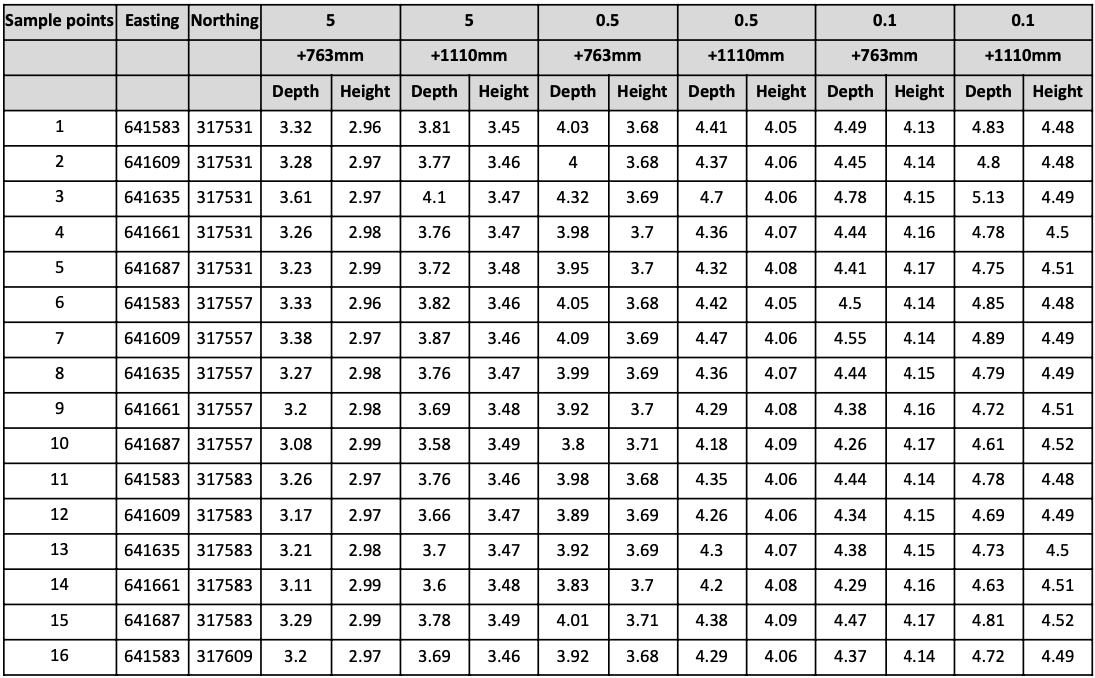 Sample points Easting Northing 5 5 0.5 0.5 0.1 0.1
+763mm +1110mm +763mm +1110mm +763mm +1110mm
Depth Height Depth Height Depth Height Depth Height Depth Height Depth Height
1 641583 317531 3.32 2.96 3.81 3.45 4.03 3.68 4.41 4.05 4.49 4.13 4.83 4.48
2 641609 317531 3.28 2.97 3.77 3.46 4 3.68 4.37 4.06 4.45 4.14 4.8 4.48
3 641635 317531 3.61 2.97 4.1 3.47 4.32 3.69 4.7 4.06 4.78 4.15 5.13 4.49
4 641661 317531 3.26 2.98 3.76 3.47 3.98 3.7 4.36 4.07 4.44 4.16 4.78 4.5
5 641687 317531 3.23 2.99 3.72 3.48 3.95 3.7 4.32 4.08 4.41 4.17 4.75 4.51
6 641583 317557 3.33 2.96 3.82 3.46 4.05 3.68 4.42 4.05 4.5 4.14 4.85 4.48
7 641609 317557 3.38 2.97 3.87 3.46 4.09 3.69 4.47 4.06 4.55 4.14 4.89 4.49
8 641635 317557 3.27 2.98 3.76 3.47 3.99 3.69 4.36 4.07 4.44 4.15 4.79 4.49
9 641661 317557 3.2 2.98 3.69 3.48 3.92 3.7 4.29 4.08 4.38 4.16 4.72 4.51
10 641687 317557 3.08 2.99 3.58 3.49 3.8 3.71 4.18 4.09 4.26 4.17 4.61 4.52
11 641583 317583 3.26 2.97 3.76 3.46 3.98 3.68 4.35 4.06 4.44 4.14 4.78 4.48
12 641609 317583 3.17 2.97 3.66 3.47 3.89 3.69 4.26 4.06 4.34 4.15 4.69 4.49
13 641635 317583 3.21 2.98 3.7 3.47 3.92 3.69 4.3 4.07 4.38 4.15 4.73 4.5
14 641661 317583 3.11 2.99 3.6 3.48 3.83 3.7 4.2 4.08 4.29 4.16 4.63 4.51
15 641687 317583 3.29 2.99 3.78 3.49 4.01 3.71 4.38 4.09 4.47 4.17 4.81 4.52
16 641583 317609 3.2 2.97 3.69 3.46 3.92 3.68 4.29 4.06 4.37 4.14 4.72 4.49